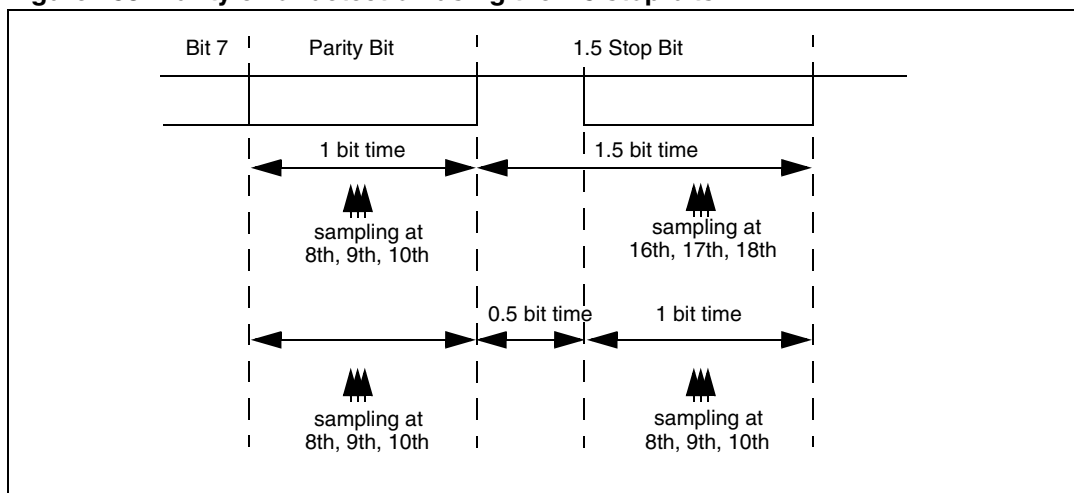 Bit 7 Parity Bit 1.5 Stop Bit
1 bit time 1.5 bit time
sampling at
8th, 9th, 10th
sampling at
16th, 17th, 18th
0.5 bit time 1 bit time
sampling at
8th, 9th, 10th
sampling at
8th, 9th, 10th